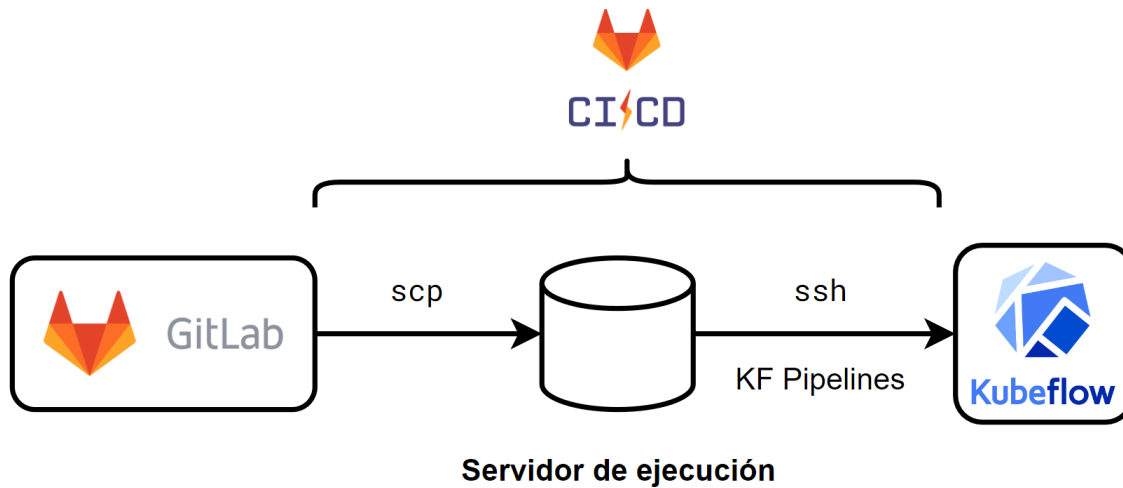 CI CD
scp
ssh
GitLab
KF Pipelines
Kubeflow
Servidor de ejecución